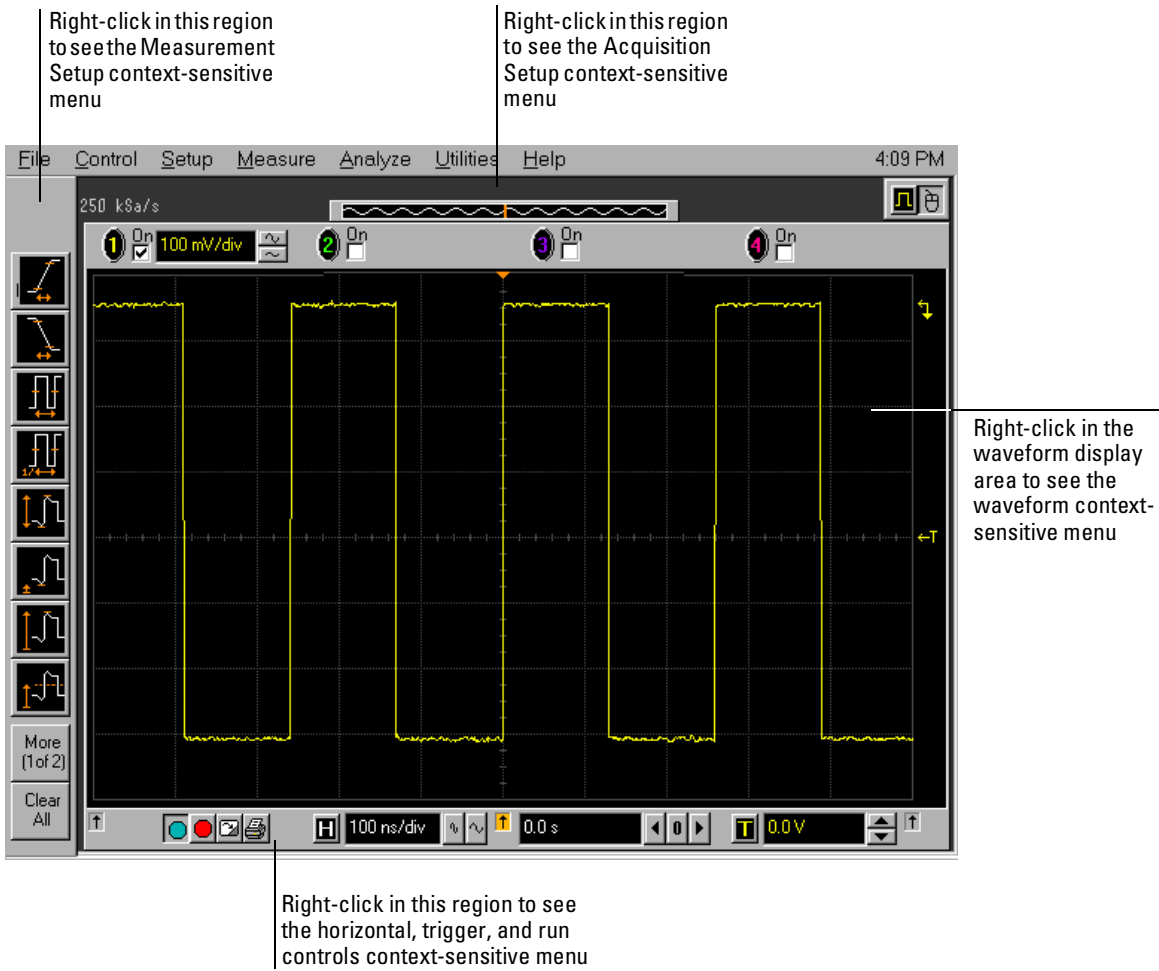 Right-click in this region
to see the Measurement
Setup context-sensitive
menu
Right-click in this region
to see the Acquisition
Setup context-sensitive
menu
File Control Setup Measure Analyze Utilities Help 4:09 PM
250 kSa/s
1 On 100 mV/div 2 On 3 On 4 On
1/
T
Right-click in the
waveform display
area to see the
waveform context-
sensitive menu
More
(1of 2)
Clear
All
H 100 ns/div 0.0 s 0 T 0.0 V
Right-click in this region to see
the horizontal, trigger, and run
controls context-sensitive menu